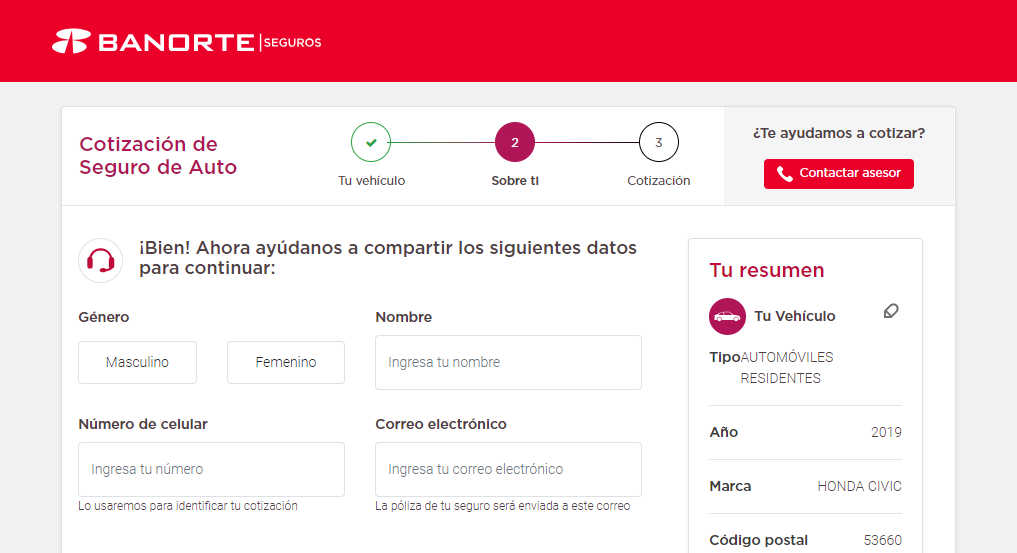 BANORTE SEGUROS
Cotización de
Seguro de Auto
2
3
Tu vehículo
Sobre ti
Cotización
¿Te ayudamos a cotizar?
Contactar asesor
¡Bien! Ahora ayúdanos a compartir los siguientes datos
para continuar:
Género
Masculino
Femenino
Nombre
Ingresa tu nombre
Número de celular
Ingresa tu número
Lo usaremos para identificar tu cotización
Correo electrónico
Ingresa tu correo electrónico
La póliza de tu seguro será enviada a este correo
Tu resumen
Tu Vehículo
Tipo AUTOMÓVILES
RESIDENTES
Año 2019
Marca HONDA CIVIC
Código postal 53660